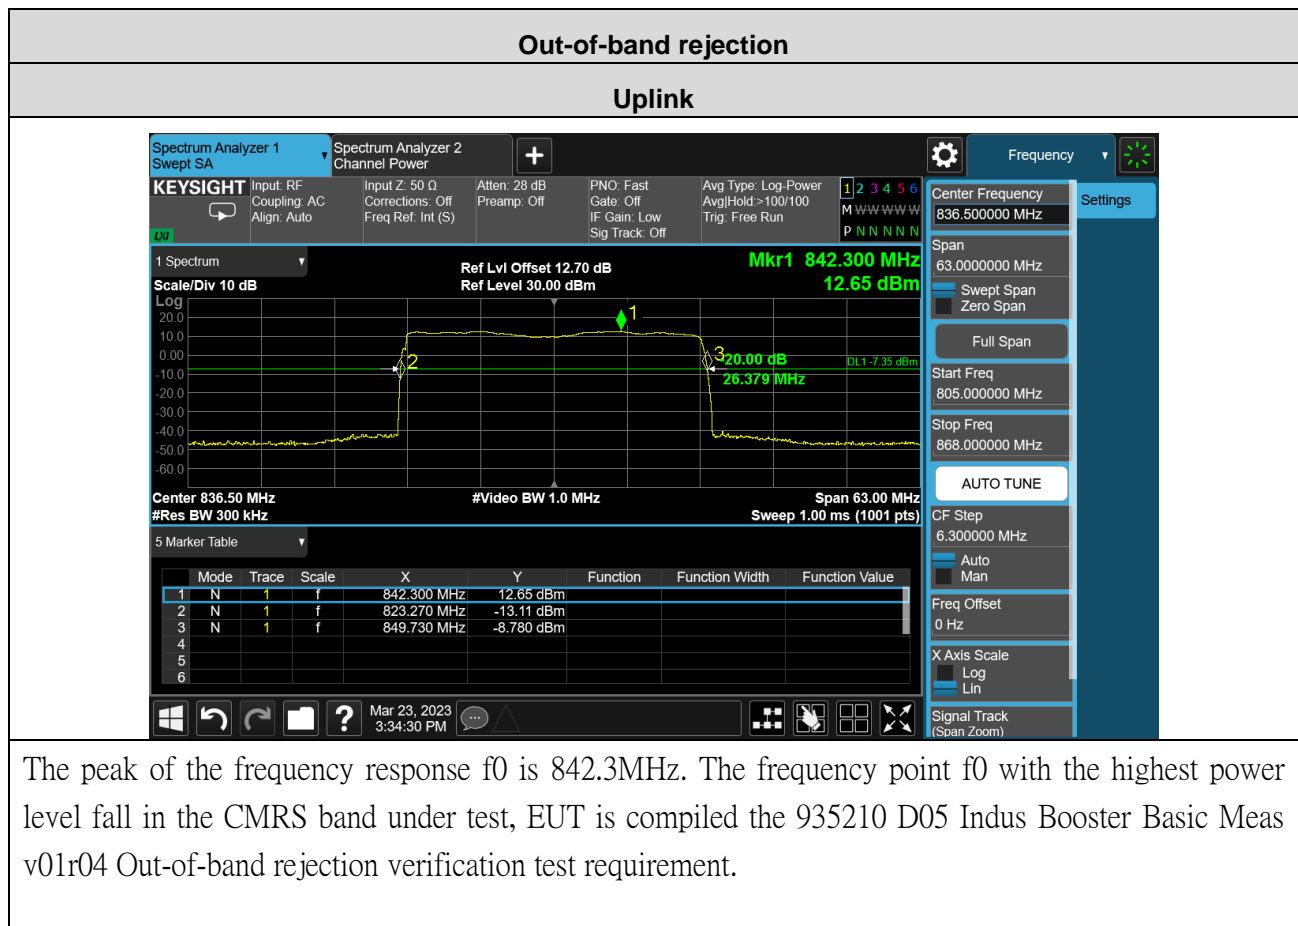 Out-of-band rejection
Uplink
Spectrum Analyzer 1
Swept SA
Spectrum Analyzer 2
Channel Power
+
Frequency
KEYSIGHT
LXI
Input: RF
Coupling: AC
Align: Auto
Input Z: 50 Ω
Corrections: Off
Freq Ref: Int (S)
Atten: 28 dB
Preamp: Off
PNO: Fast
Gate: Off
IF Gain: Low
Sig Track: Off
Avg Type: Log-Power
Avg|Hold:>100/100
Trig: Free Run
1 2 3 4 5 6
M W W W W W
P N N N N N
Settings
Center Frequency
836.500000 MHz
Span
63.0000000 MHz
Swept Span
Zero Span
Full Span
Start Freq
805.000000 MHz
Stop Freq
868.000000 MHz
AUTO TUNE
CF Step
6.300000 MHz
Auto
Man
Freq Offset
0 Hz
X Axis Scale
Log
Lin
Signal Track
(Span Zoom)
1 Spectrum
Scale/Div 10 dB
Ref Lvl Offset 12.70 dB
Ref Level 30.00 dBm
Mkr1 842.300 MHz
12.65 dBm
Log
20.0
10.0
0.00
-10.0
-20.0
-30.0
-40.0
-50.0
-60.0
1
2
3
-20.00 dB
26.379 MHz
DL1 -7.35 dBm
Center 836.50 MHz
#Video BW 1.0 MHz
Span 63.00 MHz
#Res BW 300 kHz
Sweep 1.00 ms (1001 pts)
5 Marker Table
Mode Trace Scale X Y Function Function Width Function Value
1 N 1 f 842.300 MHz 12.65 dBm
2 N 1 f 823.270 MHz -13.11 dBm
3 N 1 f 849.730 MHz -8.780 dBm
4
5
6
?
Mar 23, 2023
3:34:30 PM
The peak of the frequency response f0 is 842.3MHz. The frequency point f0 with the highest power
level fall in the CMRS band under test, EUT is compiled the 935210 D05 Indus Booster Basic Meas
v01r04 Out-of-band rejection verification test requirement.